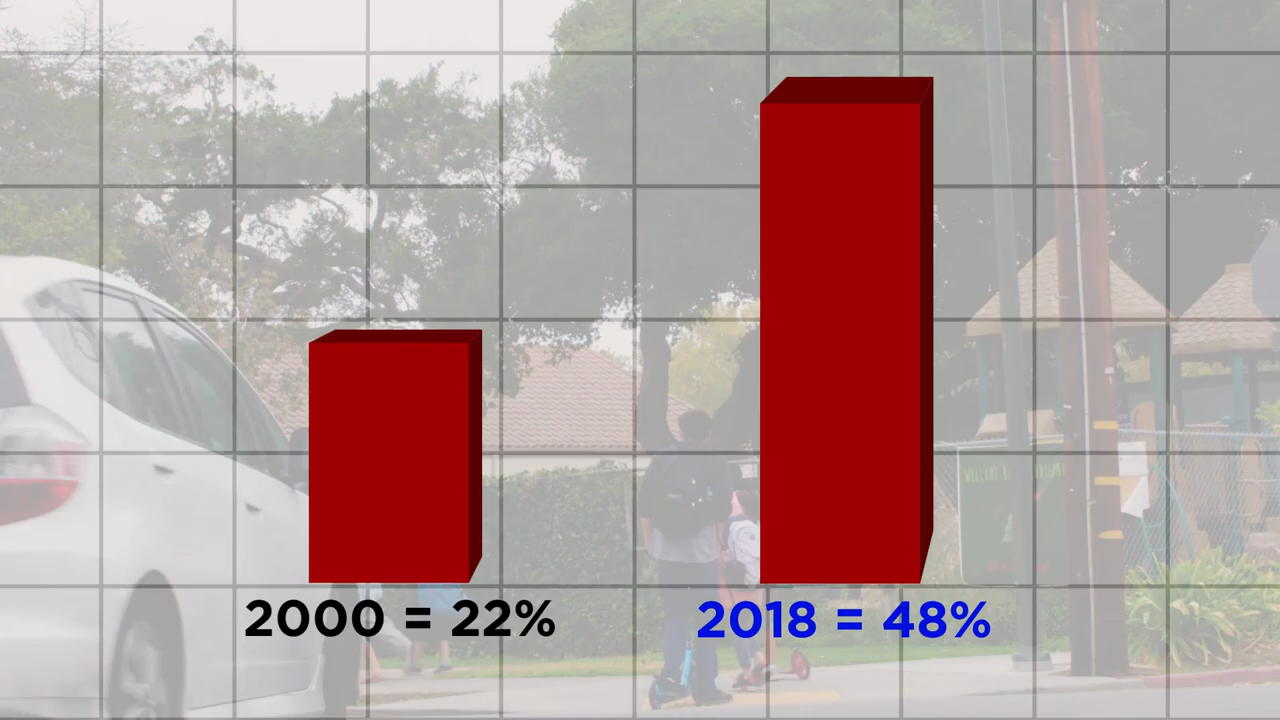 2000 = 22%
2018 = 48%